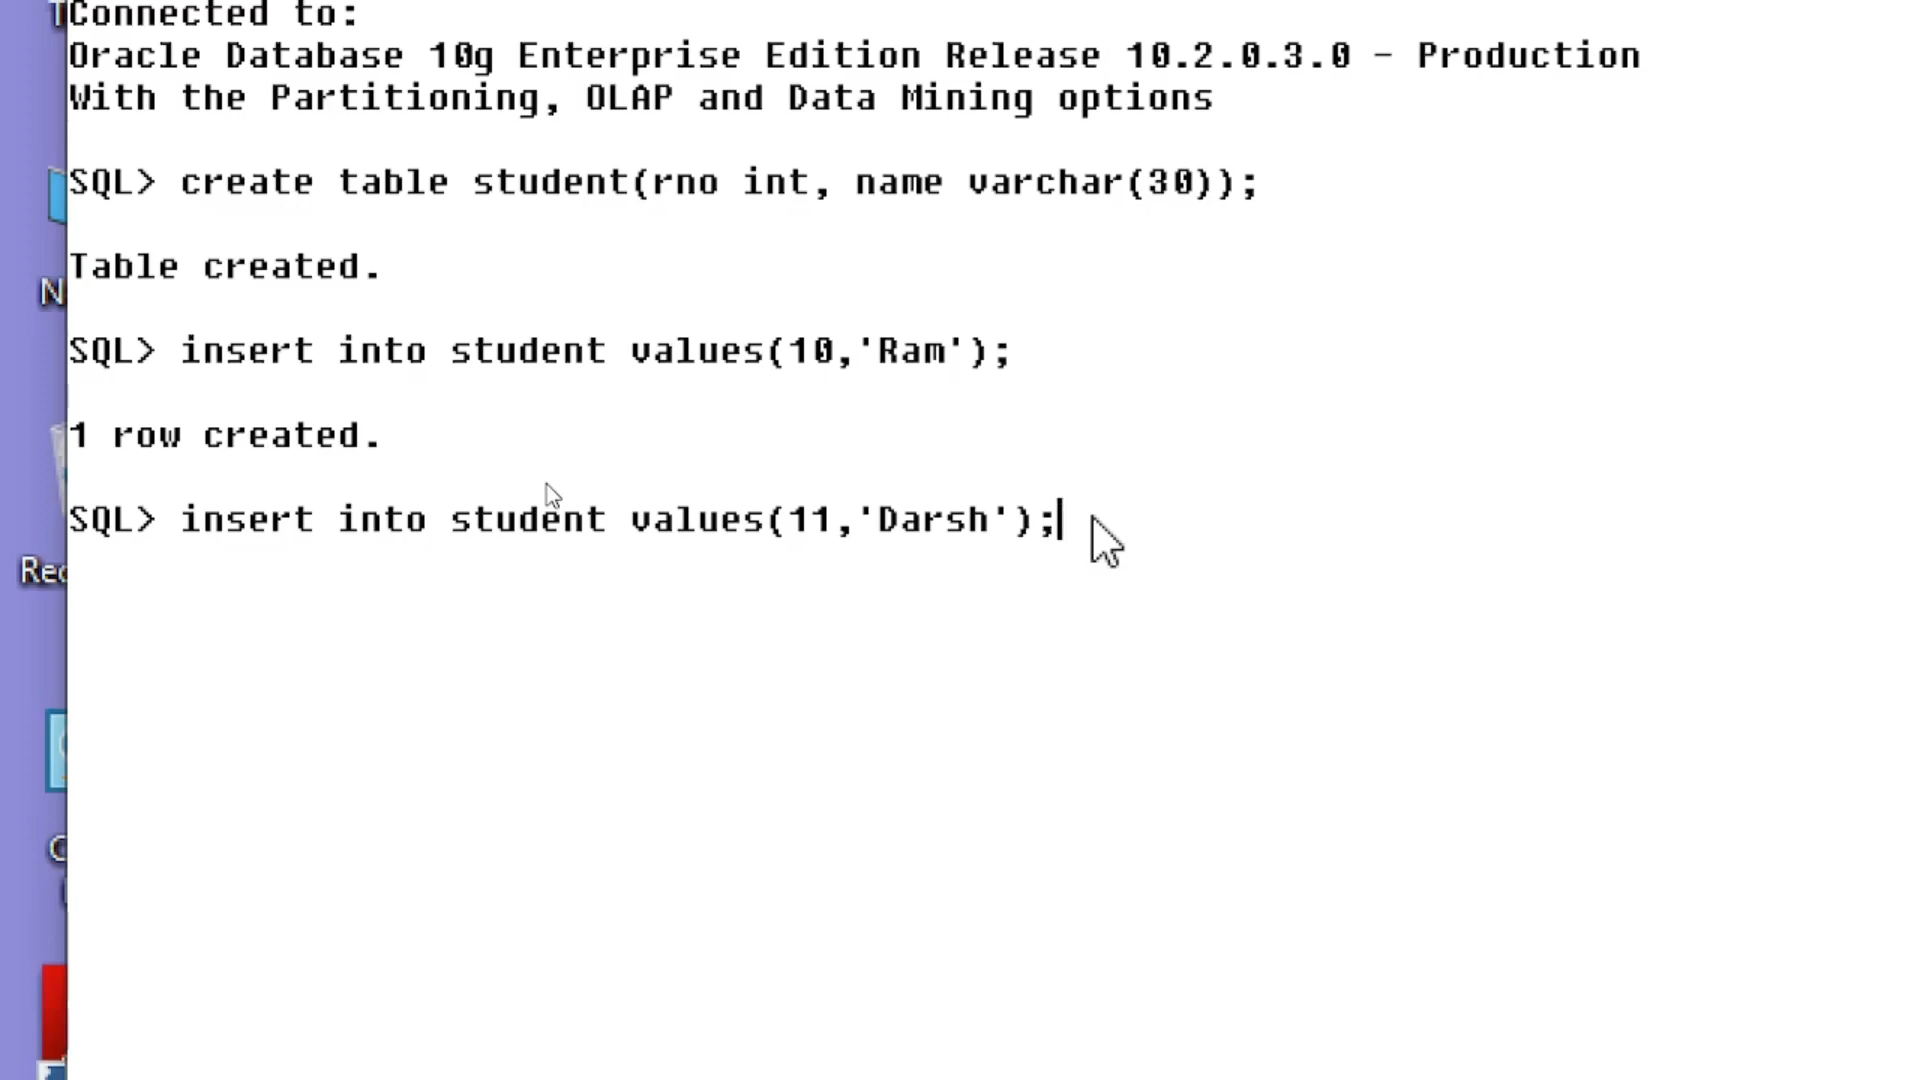 Connected to:
Oracle Database 10g Enterprise Edition Release 10.2.0.3.0 - Production
With the Partitioning, OLAP and Data Mining options
SQL> create table student(rno int, name varchar(30));
Table created.
SQL> insert into student values(10,'Ram');
1 row created.
SQL> insert into student values(11,'Darsh');